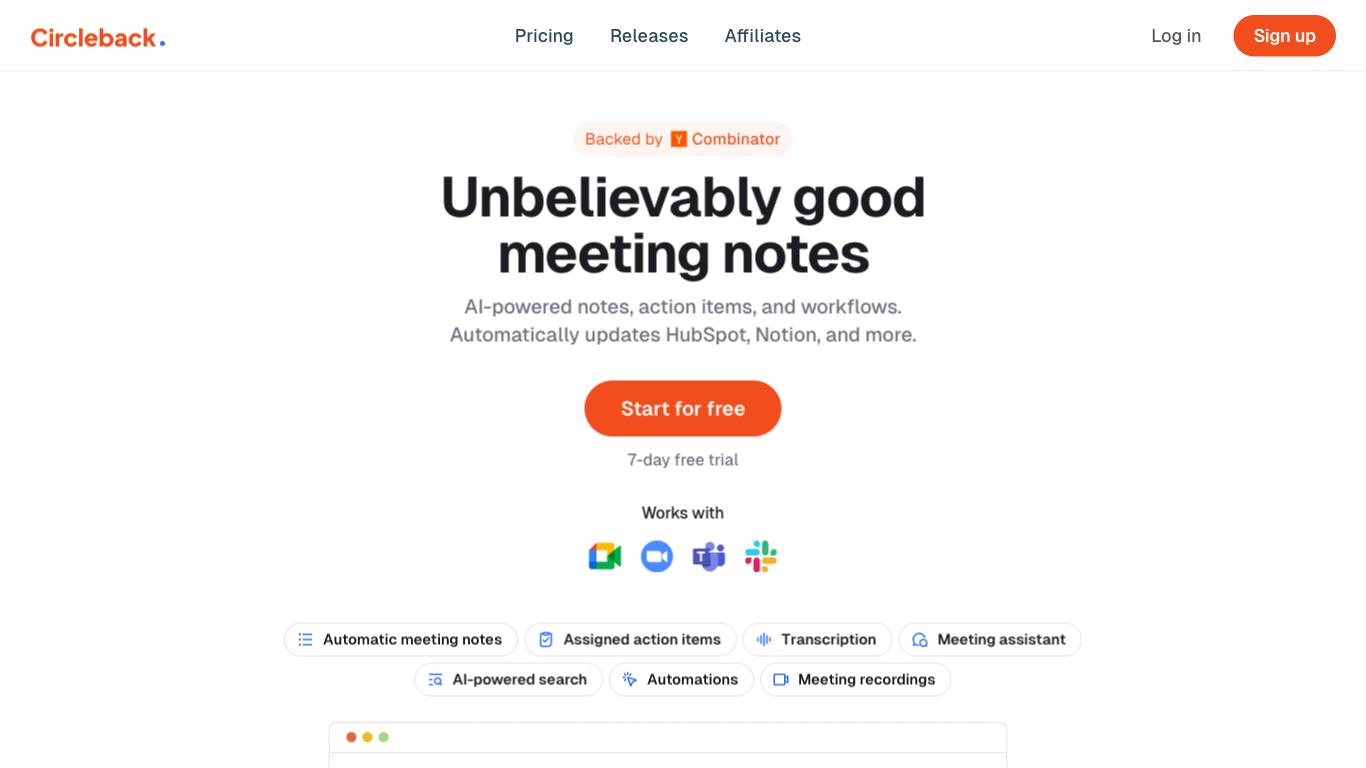 Circleback.
Pricing
Releases
Affiliates
Log in
Sign up
Backed by Y Combinator
Unbelievably good
meeting notes
AI-powered notes, action items, and workflows.
Automatically updates HubSpot, Notion, and more.
Start for free
7-day free trial
Works with
T
Automatic meeting notes
Assigned action items
Transcription
Meeting assistant
AI-powered search
Automations
Meeting recordings